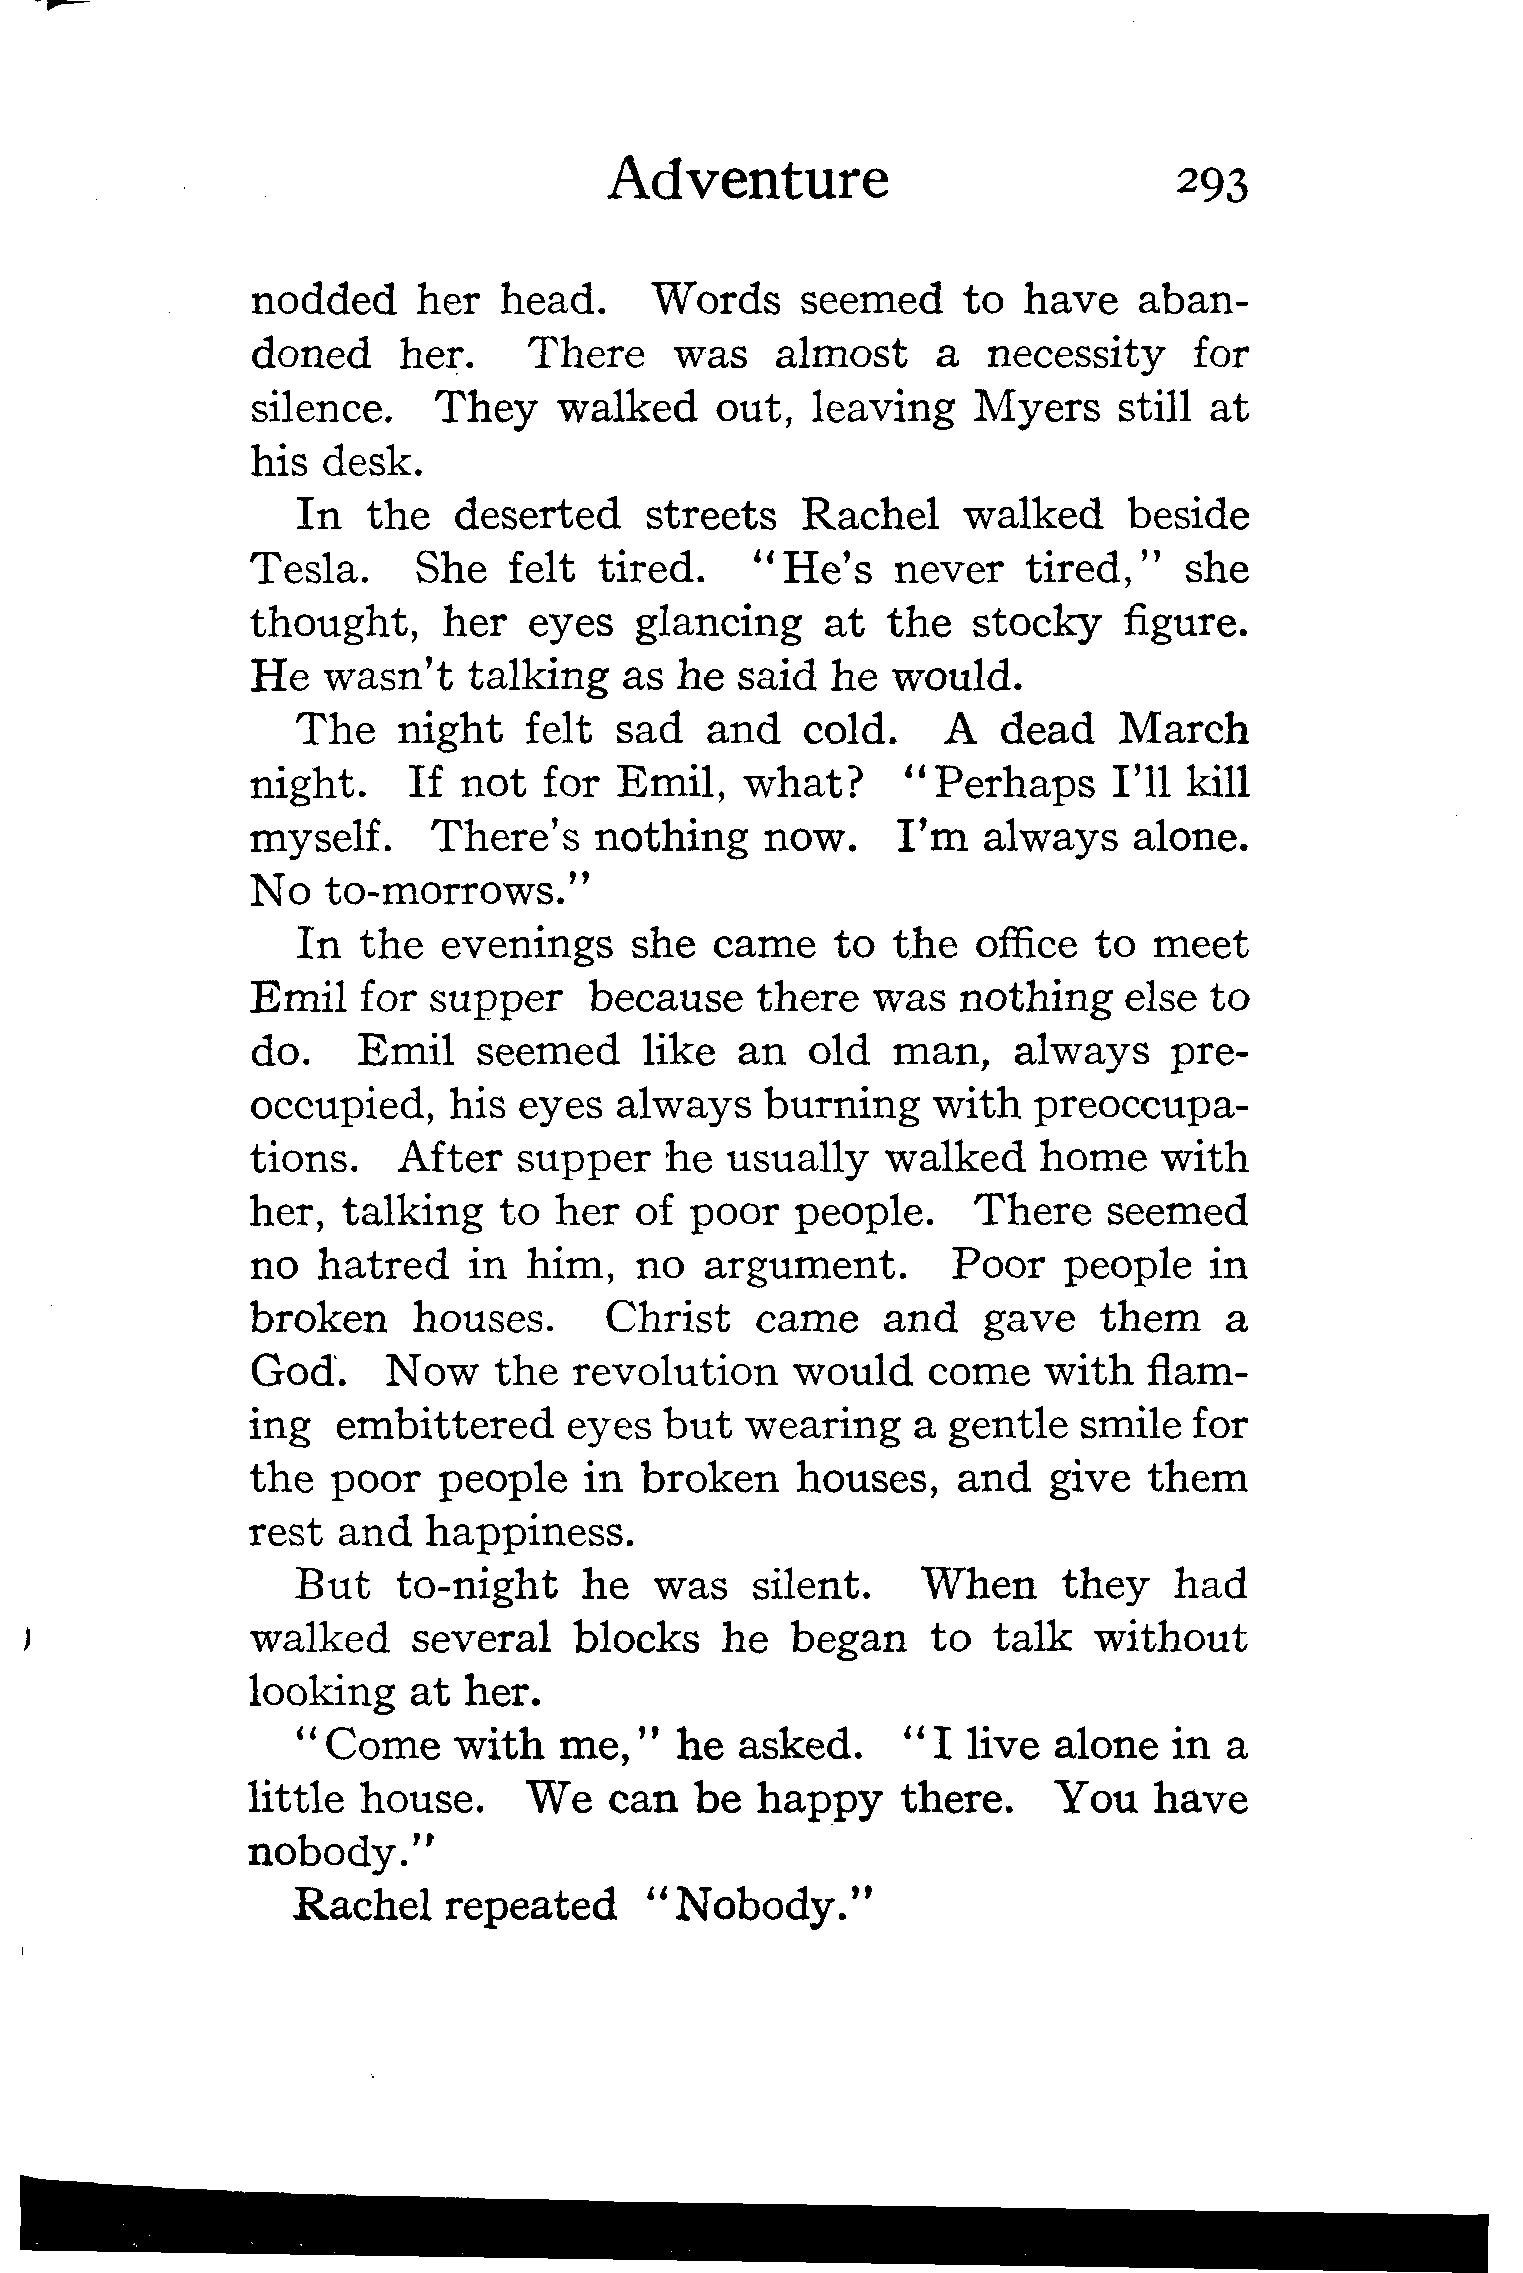 Adventure 293
nodded her head. Words seemed to have aban-
doned her. There was almost a necessity for
silence. They walked out, leaving Myers still at
his desk.
In the deserted streets Rachel walked beside
Tesla. She felt tired. "He's never tired," she
thought, her eyes glancing at the stocky figure.
He wasn't talking as he said he would.
The night felt sad and cold. A dead March
night. If not for Emil, what? "Perhaps I'll kill
myself. There's nothing now. I'm always alone.
No to-morrows."
In the evenings she came to the office to meet
Emil for supper because there was nothing else to
do. Emil seemed like an old man, always pre-
occupied, his eyes always burning with preoccupa-
tions. After supper he usually walked home with
her, talking to her of poor people. There seemed
no hatred in him, no argument. Poor people in
broken houses. Christ came and gave them a
God. Now the revolution would come with flam-
ing embittered eyes but wearing a gentle smile for
the poor people in broken houses, and give them
rest and happiness.
But to-night he was silent. When they had
walked several blocks he began to talk without
looking at her.
"Come with me," he asked. "I live alone in a
little house. We can be happy there. You have
nobody."
Rachel repeated "Nobody."